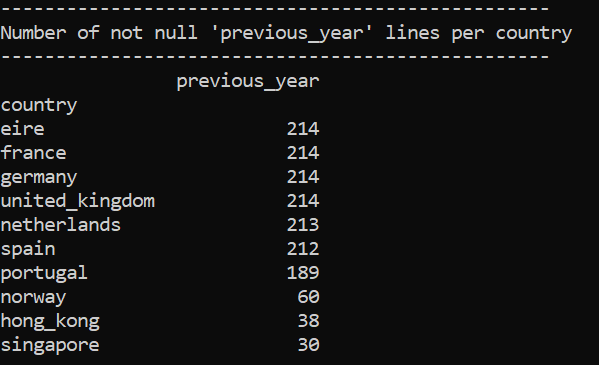 --------------------------------------------------
Number of not null 'previous_year' lines per country
--------------------------------------------------
                previous_year
country
eire                      214
france                    214
germany                   214
united_kingdom            214
netherlands               213
spain                     212
portugal                  189
norway                     60
hong_kong                  38
singapore                  30